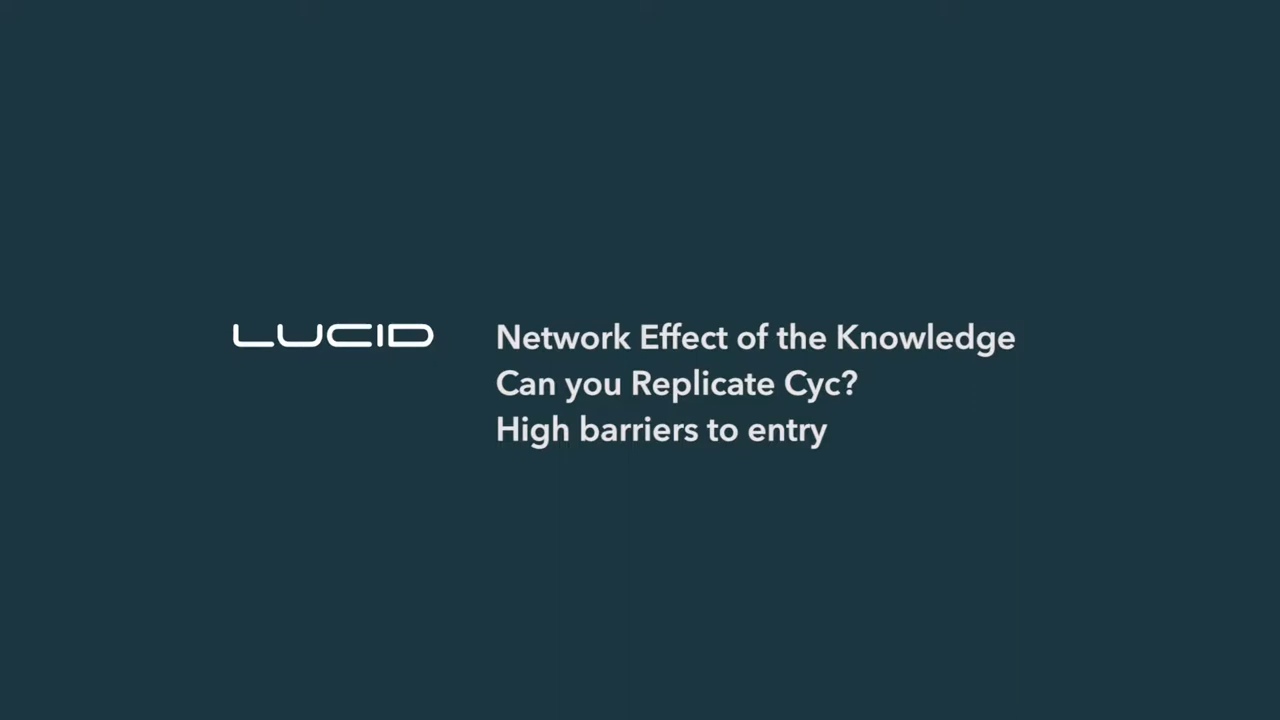 LUCID
Network Effect of the Knowledge
Can you Replicate Cyc?
High barriers to entry